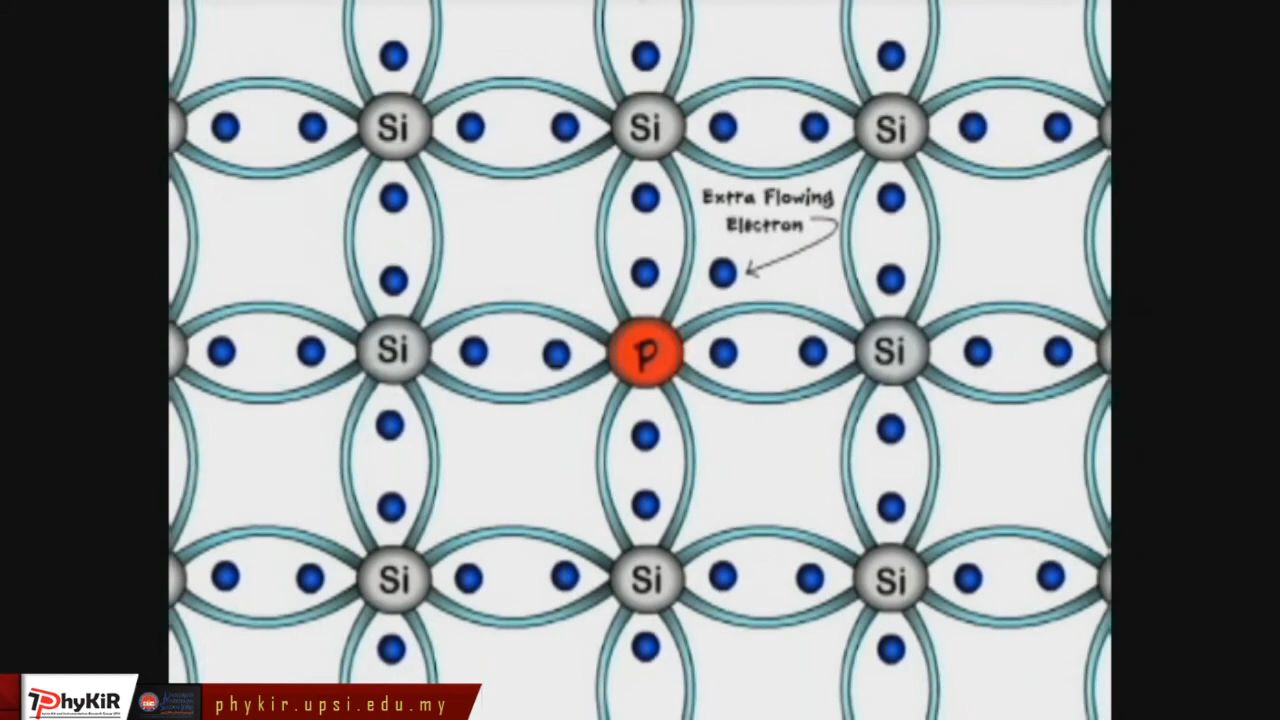 Si Si Si
Extra Flowing
Electron
Si P Si
Si Si Si
PhyKiR
phykir.upsi.edu.my